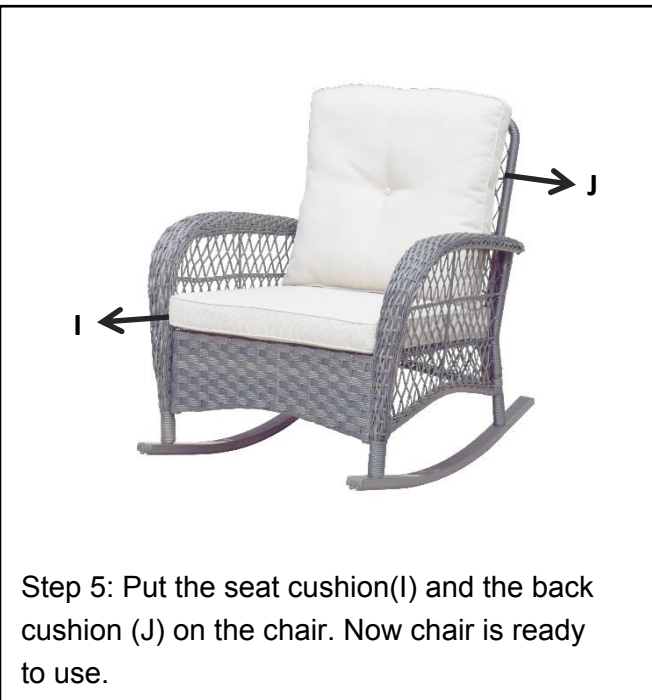 J
I
Step 5: Put the seat cushion(I) and the back
cushion (J) on the chair. Now chair is ready
to use.